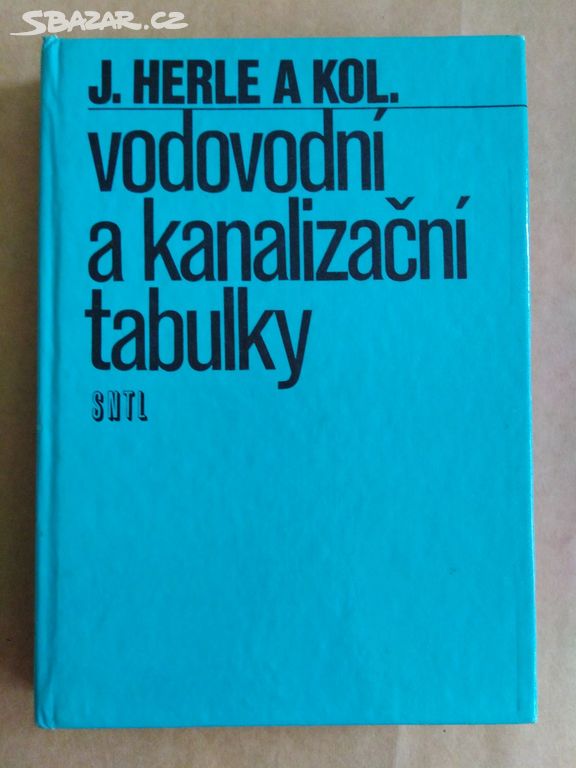 SBAZAR.CZ
J. HERLE A KOL.
vodovodní
a kanalizační
tabulky
SNTL